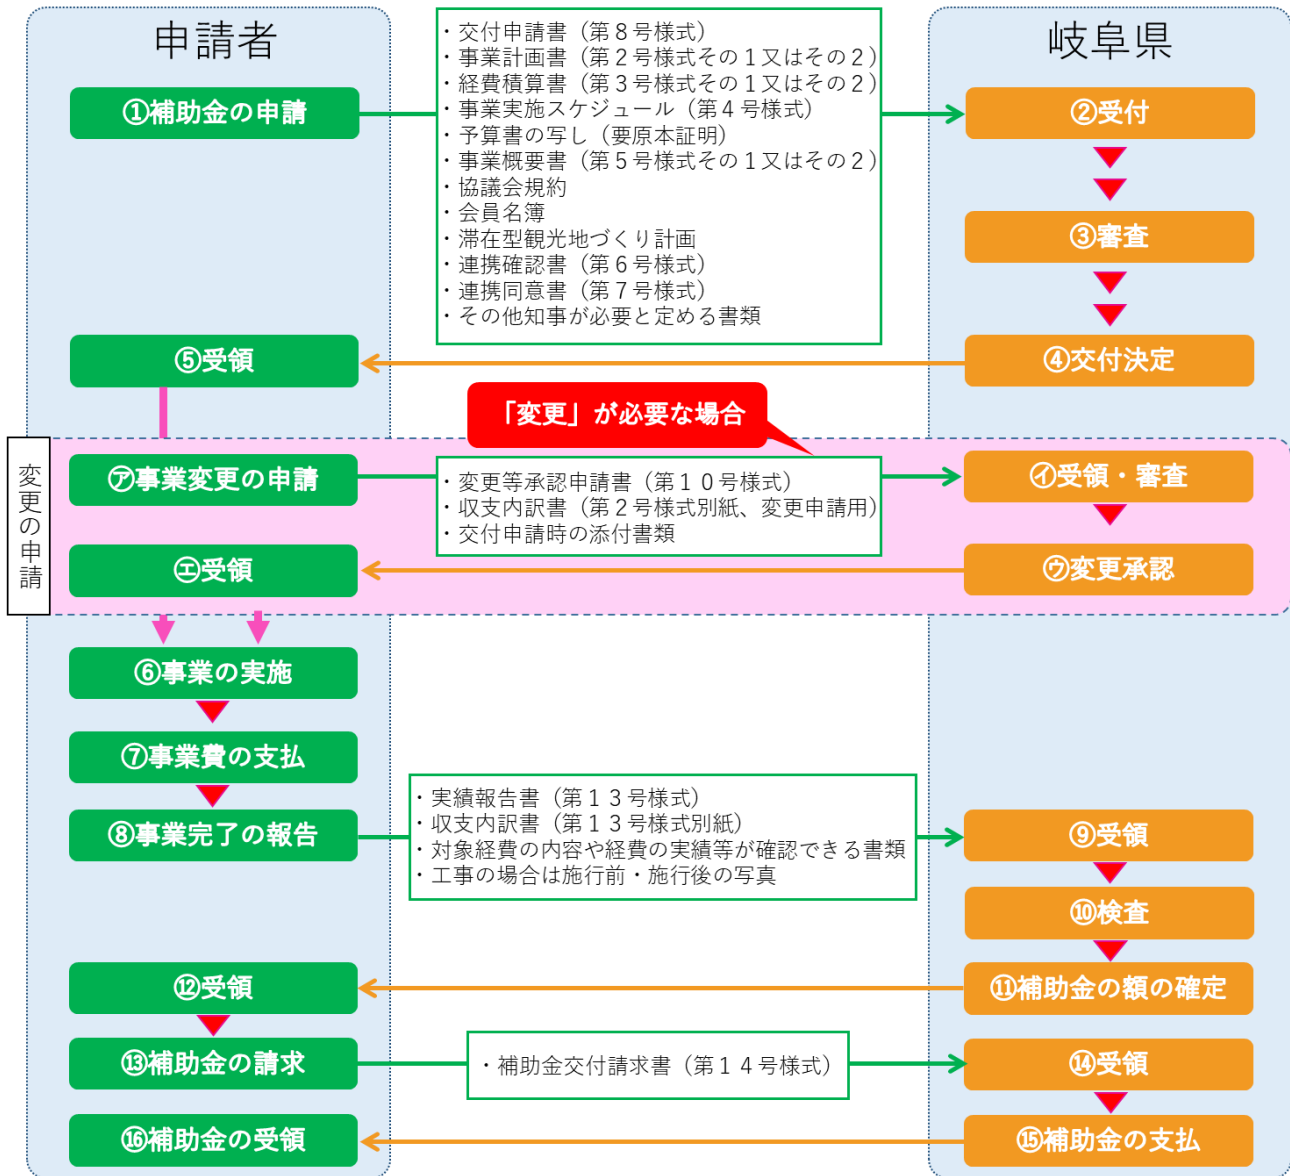 申請者
岐阜県
①補助金の申請
・交付申請書（第８号様式）
・事業計画書（第２号様式その１又はその２）
・経費積算書（第３号様式その１又はその２）
・事業実施スケジュール（第４号様式）
・予算書の写し（要原本証明）
・事業概要書（第５号様式その１又はその２）
・協議会規約
・会員名簿
・滞在型観光地づくり計画
・連携確認書（第６号様式）
・連携同意書（第７号様式）
・その他知事が必要と定める書類
②受付
③審査
④交付決定
⑤受領
「変更」が必要な場合
変更の申請
㋐事業変更の申請
・変更等承認申請書（第１０号様式）
・収支内訳書（第２号様式別紙、変更申請用）
・交付申請時の添付書類
㋑受領・審査
㋒変更承認
㋓受領
⑥事業の実施
⑦事業費の支払
⑧事業完了の報告
・実績報告書（第１３号様式）
・収支内訳書（第１３号様式別紙）
・対象経費の内容や経費の実績等が確認できる書類
・工事の場合は施行前・施行後の写真
⑨受領
⑩検査
⑪補助金の額の確定
⑫受領
⑬補助金の請求
・補助金交付請求書（第１４号様式）
⑭受領
⑮補助金の支払
⑯補助金の受領